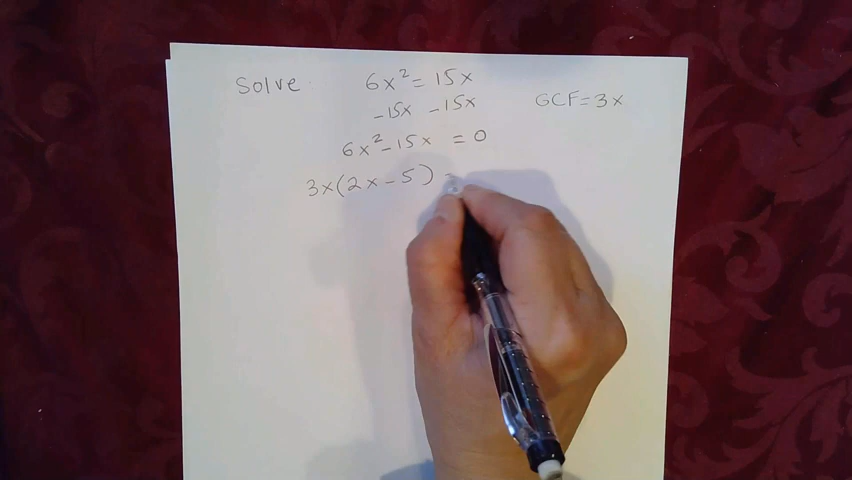 Solve: 6x² = 15x
-15x -15x
GCF = 3x
6x² - 15x = 0
3x(2x - 5) =